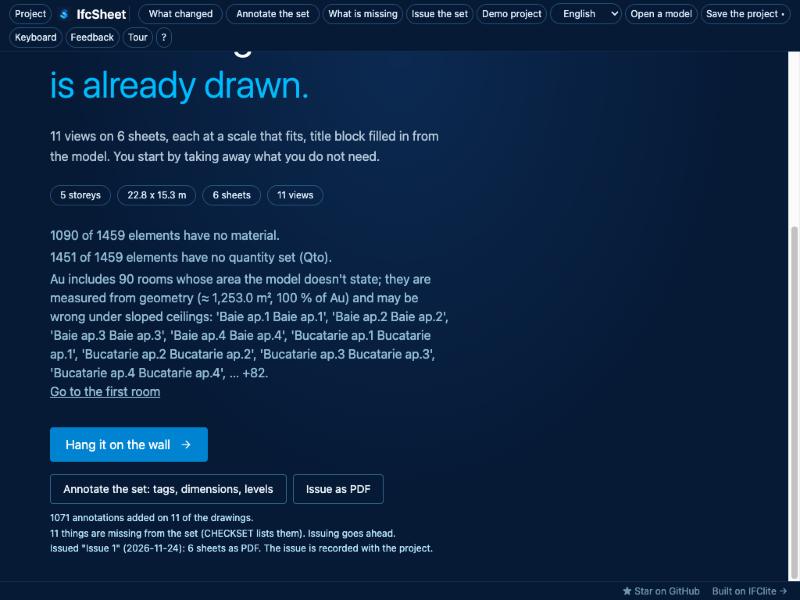 Project
IfcSheet
What changed
Annotate the set
What is missing
Issue the set
Demo project
English
Open a model
Save the project •
Keyboard
Feedback
Tour
?
is already drawn.
11 views on 6 sheets, each at a scale that fits, title block filled in from
the model. You start by taking away what you do not need.
5 storeys
22.8 x 15.3 m
6 sheets
11 views
1090 of 1459 elements have no material.
1451 of 1459 elements have no quantity set (Qto).
Au includes 90 rooms whose area the model doesn't state; they are
measured from geometry (≈ 1,253.0 m², 100 % of Au) and may be
wrong under sloped ceilings: 'Baie ap.1 Baie ap.1', 'Baie ap.2 Baie ap.2',
'Baie ap.3 Baie ap.3', 'Baie ap.4 Baie ap.4', 'Bucatarie ap.1 Bucatarie
ap.1', 'Bucatarie ap.2 Bucatarie ap.2', 'Bucatarie ap.3 Bucatarie ap.3',
'Bucatarie ap.4 Bucatarie ap.4', ... +82.
Go to the first room
Hang it on the wall →
Annotate the set: tags, dimensions, levels
Issue as PDF
1071 annotations added on 11 of the drawings.
11 things are missing from the set (CHECKSET lists them). Issuing goes ahead.
Issued "Issue 1" (2026-11-24): 6 sheets as PDF. The issue is recorded with the project.
★ Star on GitHub
Built on IFClite →